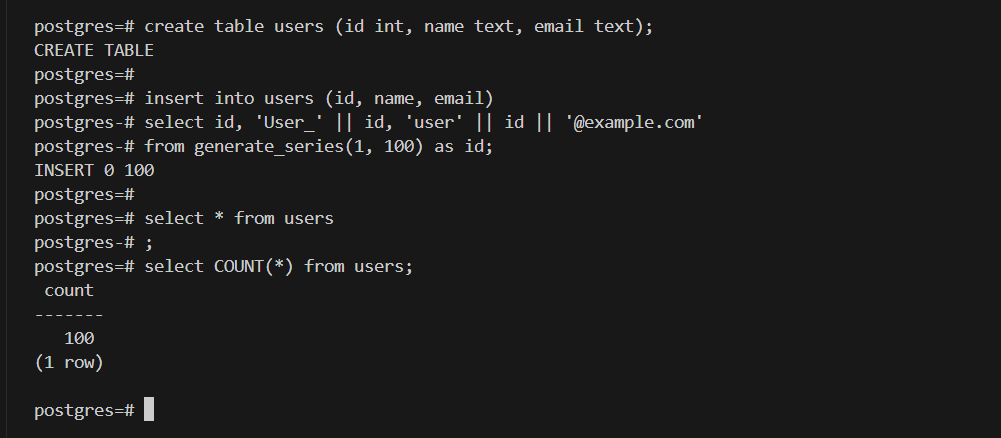 postgres=# create table users (id int, name text, email text);
CREATE TABLE
postgres=#
postgres=# insert into users (id, name, email)
postgres-# select id, 'User_' || id, 'user' || id || '@example.com'
postgres-# from generate_series(1, 100) as id;
INSERT 0 100
postgres=#
postgres=# select * from users
postgres-# ;
postgres=# select COUNT(*) from users;
 count
-------
   100
(1 row)

postgres=#